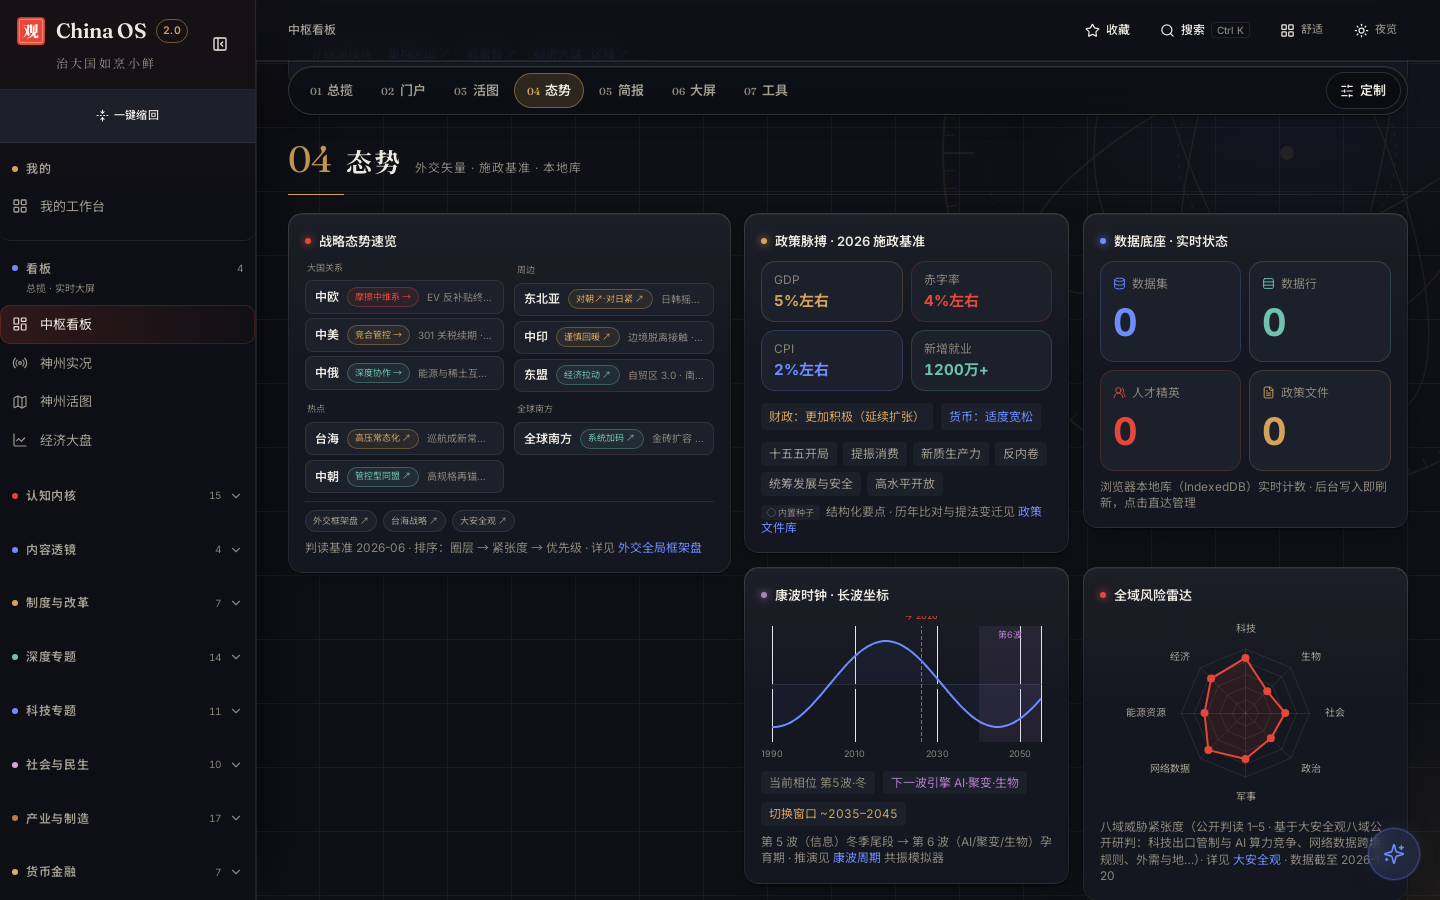 观 China OS 2.0
治大国如烹小鲜
一键缩回
我的
我的工作台
看板 4
总揽 · 实时大屏
中枢看板
神州实况
神州活图
经济大盘
认知内核 15
内容透镜 4
制度与改革 7
深度专题 14
科技专题 11
社会与民生 10
产业与制造 17
货币金融 7
中枢看板
收藏
搜索 Ctrl K
舒适
夜览
01 总揽
02 门户
03 活图
04 态势
05 简报
06 大屏
07 工具
定制
04 态势 外交矢量 · 施政基准 · 本地库
战略态势速览
大国关系
中欧 摩擦中维系 → EV 反补贴终...
中美 竞合管控 → 301 关税续期 ·...
中俄 深度协作 → 能源与稀土互...
周边
东北亚 对朝↗·对日紧 ↗ 日韩摇...
中印 谨慎回暖 ↗ 边境脱离接触 ·...
东盟 经济拉动 ↗ 自贸区 3.0 · 南...
热点
台海 高压常态化 ↗ 巡航成新常...
中朝 管控型同盟 ↗ 高规格再锚...
全球南方
全球南方 系统加码 ↗ 金砖扩容 ...
外交框架盘 ↗ 台海战略 ↗ 大安全观 ↗
判读基准 2026-06 · 排序：圈层 → 紧张度 → 优先级 · 详见 外交全局框架盘
政策脉搏 · 2026 施政基准
GDP
5%左右
赤字率
4%左右
CPI
2%左右
新增就业
1200万+
财政：更加积极（延续扩张） 货币：适度宽松
十五五开局 提振消费 新质生产力 反内卷
统筹发展与安全 高水平开放
内置种子 结构化要点 · 历年比对与提法变迁见 政策
文件库
数据底座 · 实时状态
数据集
0
数据行
0
人才精英
0
政策文件
0
浏览器本地库（IndexedDB）实时计数 · 后台写入即刷
新，点击直达管理
康波时钟 · 长波坐标
第6波
1990 2010 2030 2050
当前相位 第5波·冬 下一波引擎 AI·聚变·生物
切换窗口 ~2035–2045
第 5 波（信息）冬季尾段 → 第 6 波（AI/聚变/生物）孕
育期 · 推演见 康波周期 共振模拟器
全域风险雷达
科技
经济 生物
能源资源 社会
网络数据 政治
军事
八域威胁紧张度（公开判读 1–5 · 基于大安全观八域公
开研判：科技出口管制与 AI 算力竞争、网络数据跨境
规则、外需与地...）· 详见 大安全观 · 数据截至 2026-
20